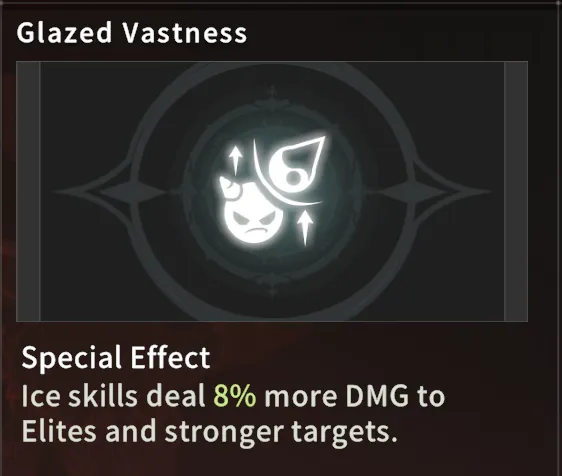 Glazed Vastness
Special Effect
Ice skills deal 8% more DMG to
Elites and stronger targets.